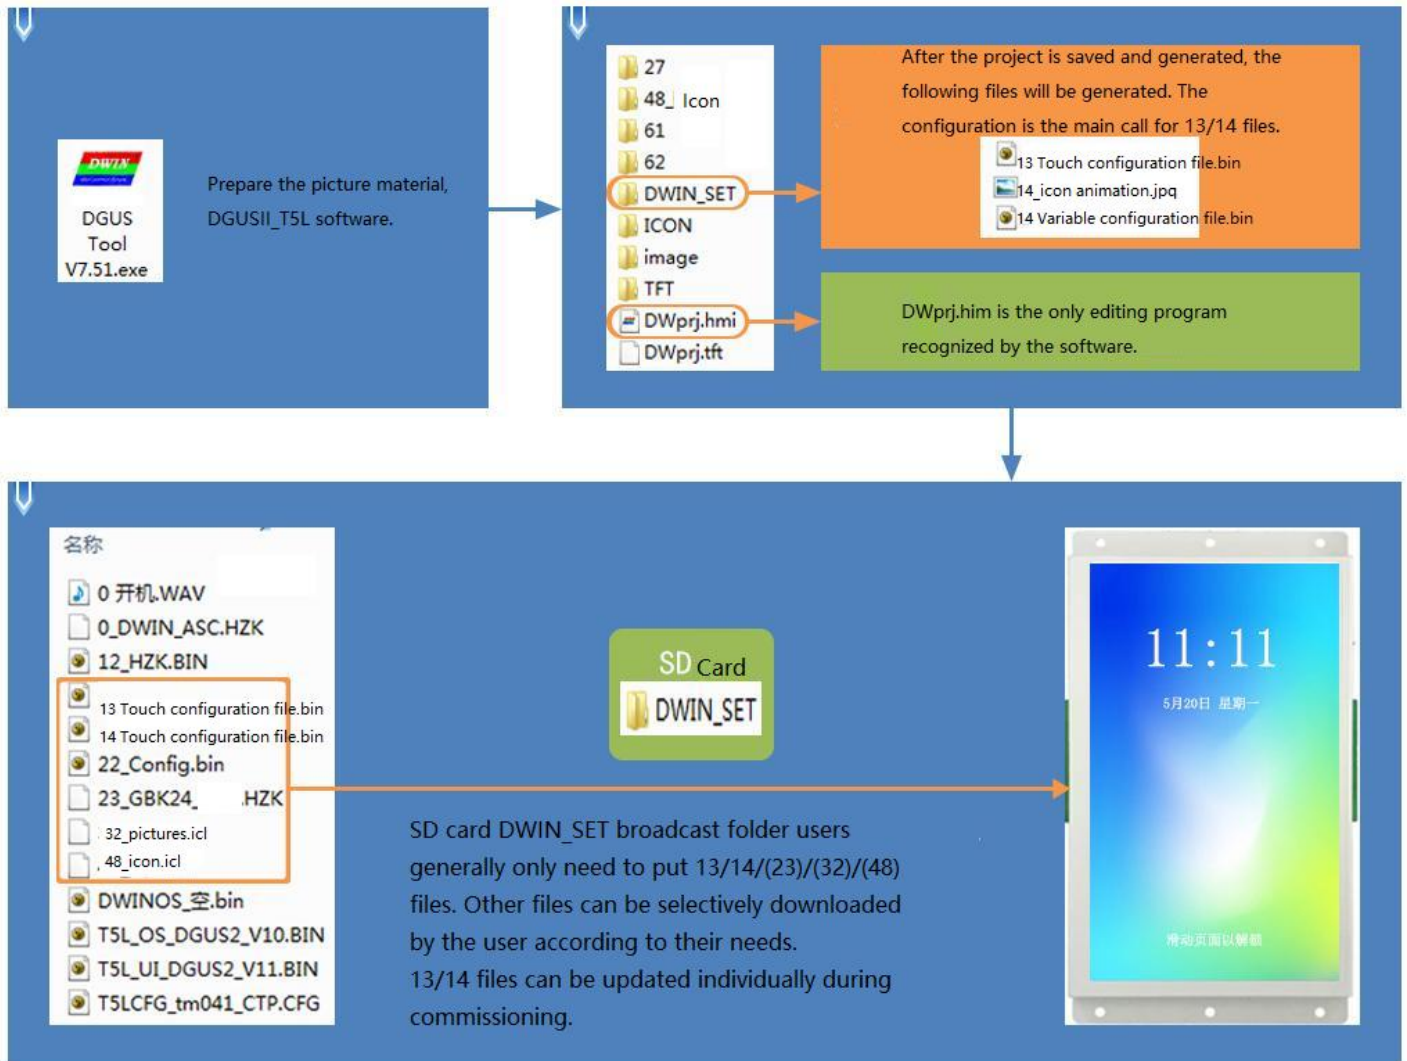 DWIN
DGUS
Tool
V7.51.exe
Prepare the picture material,
DGUSII_T5L software.
27
48_ Icon
61
62
DWIN_SET
ICON
image
TFT
DWprj.hmi
DWprj.tft
After the project is saved and generated, the
following files will be generated. The
configuration is the main call for 13/14 files.
13 Touch configuration file.bin
14_icon animation.jpq
14 Variable configuration file.bin
DWprj.him is the only editing program
recognized by the software.
名称
0 开机.WAV
0_DWIN_ASC.HZK
12_HZK.BIN
13 Touch configuration file.bin
14 Touch configuration file.bin
22_Config.bin
23_GBK24_ .HZK
32_pictures.icl
48_icon.icl
DWINOS_空.bin
T5L_OS_DGUS2_V10.BIN
T5L_UI_DGUS2_V11.BIN
T5LCFG_tm041_CTP.CFG
SD Card
DWIN_SET
SD card DWIN_SET broadcast folder users
generally only need to put 13/14/(23)/(32)/(48)
files. Other files can be selectively downloaded
by the user according to their needs.
13/14 files can be updated individually during
commissioning.
11:11
5月20日 星期一
滑动页面以解锁